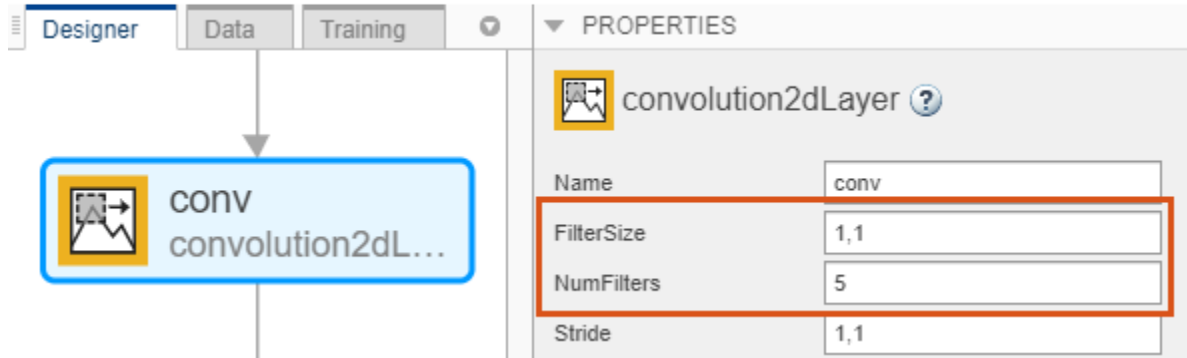 Designer Data Training
conv
convolution2dL...
PROPERTIES
convolution2dLayer ?
Name conv
FilterSize 1,1
NumFilters 5
Stride 1,1